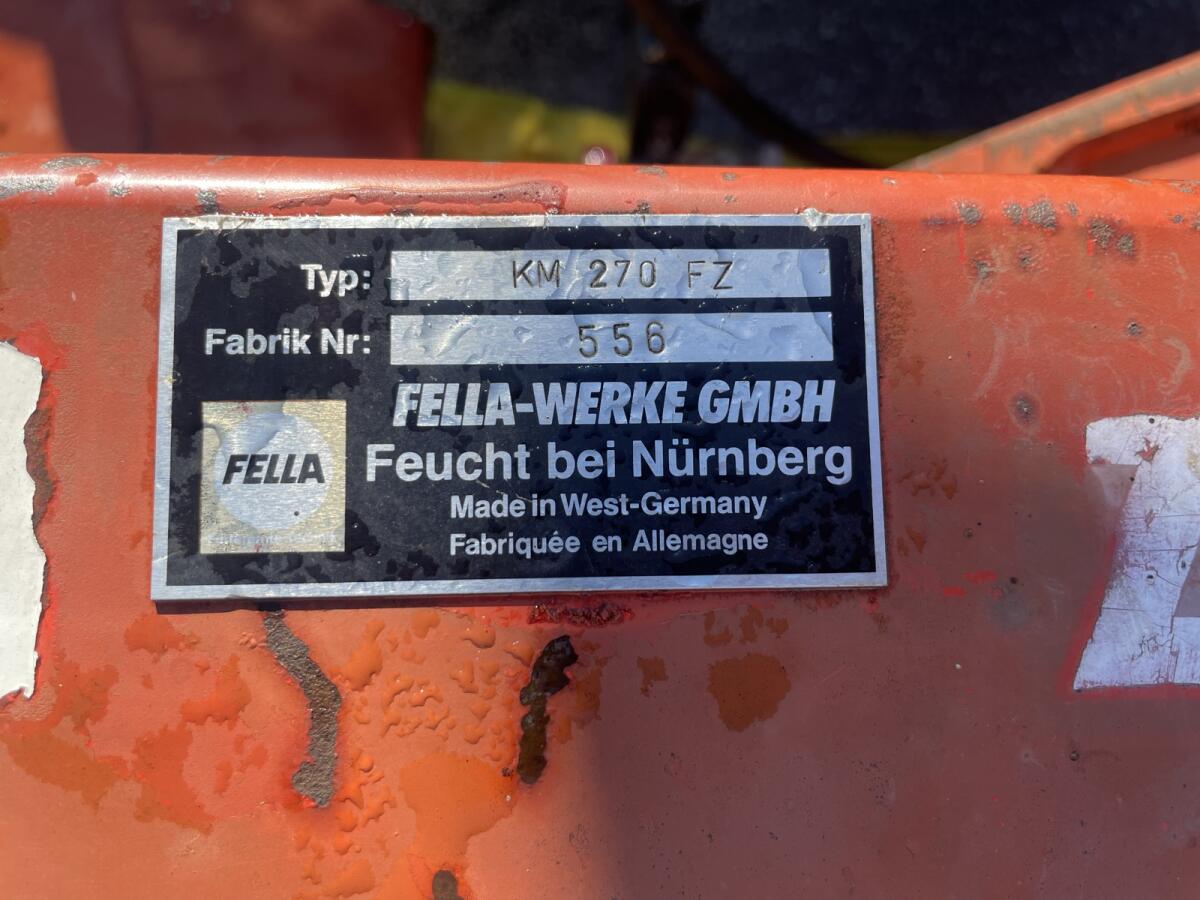 Typ: KM 270 FZ
Fabrik Nr: 556
FELLA-WERKE GMBH
FELLA
Feucht bei Nürnberg
Made in West-Germany
Fabriquée en Allemagne